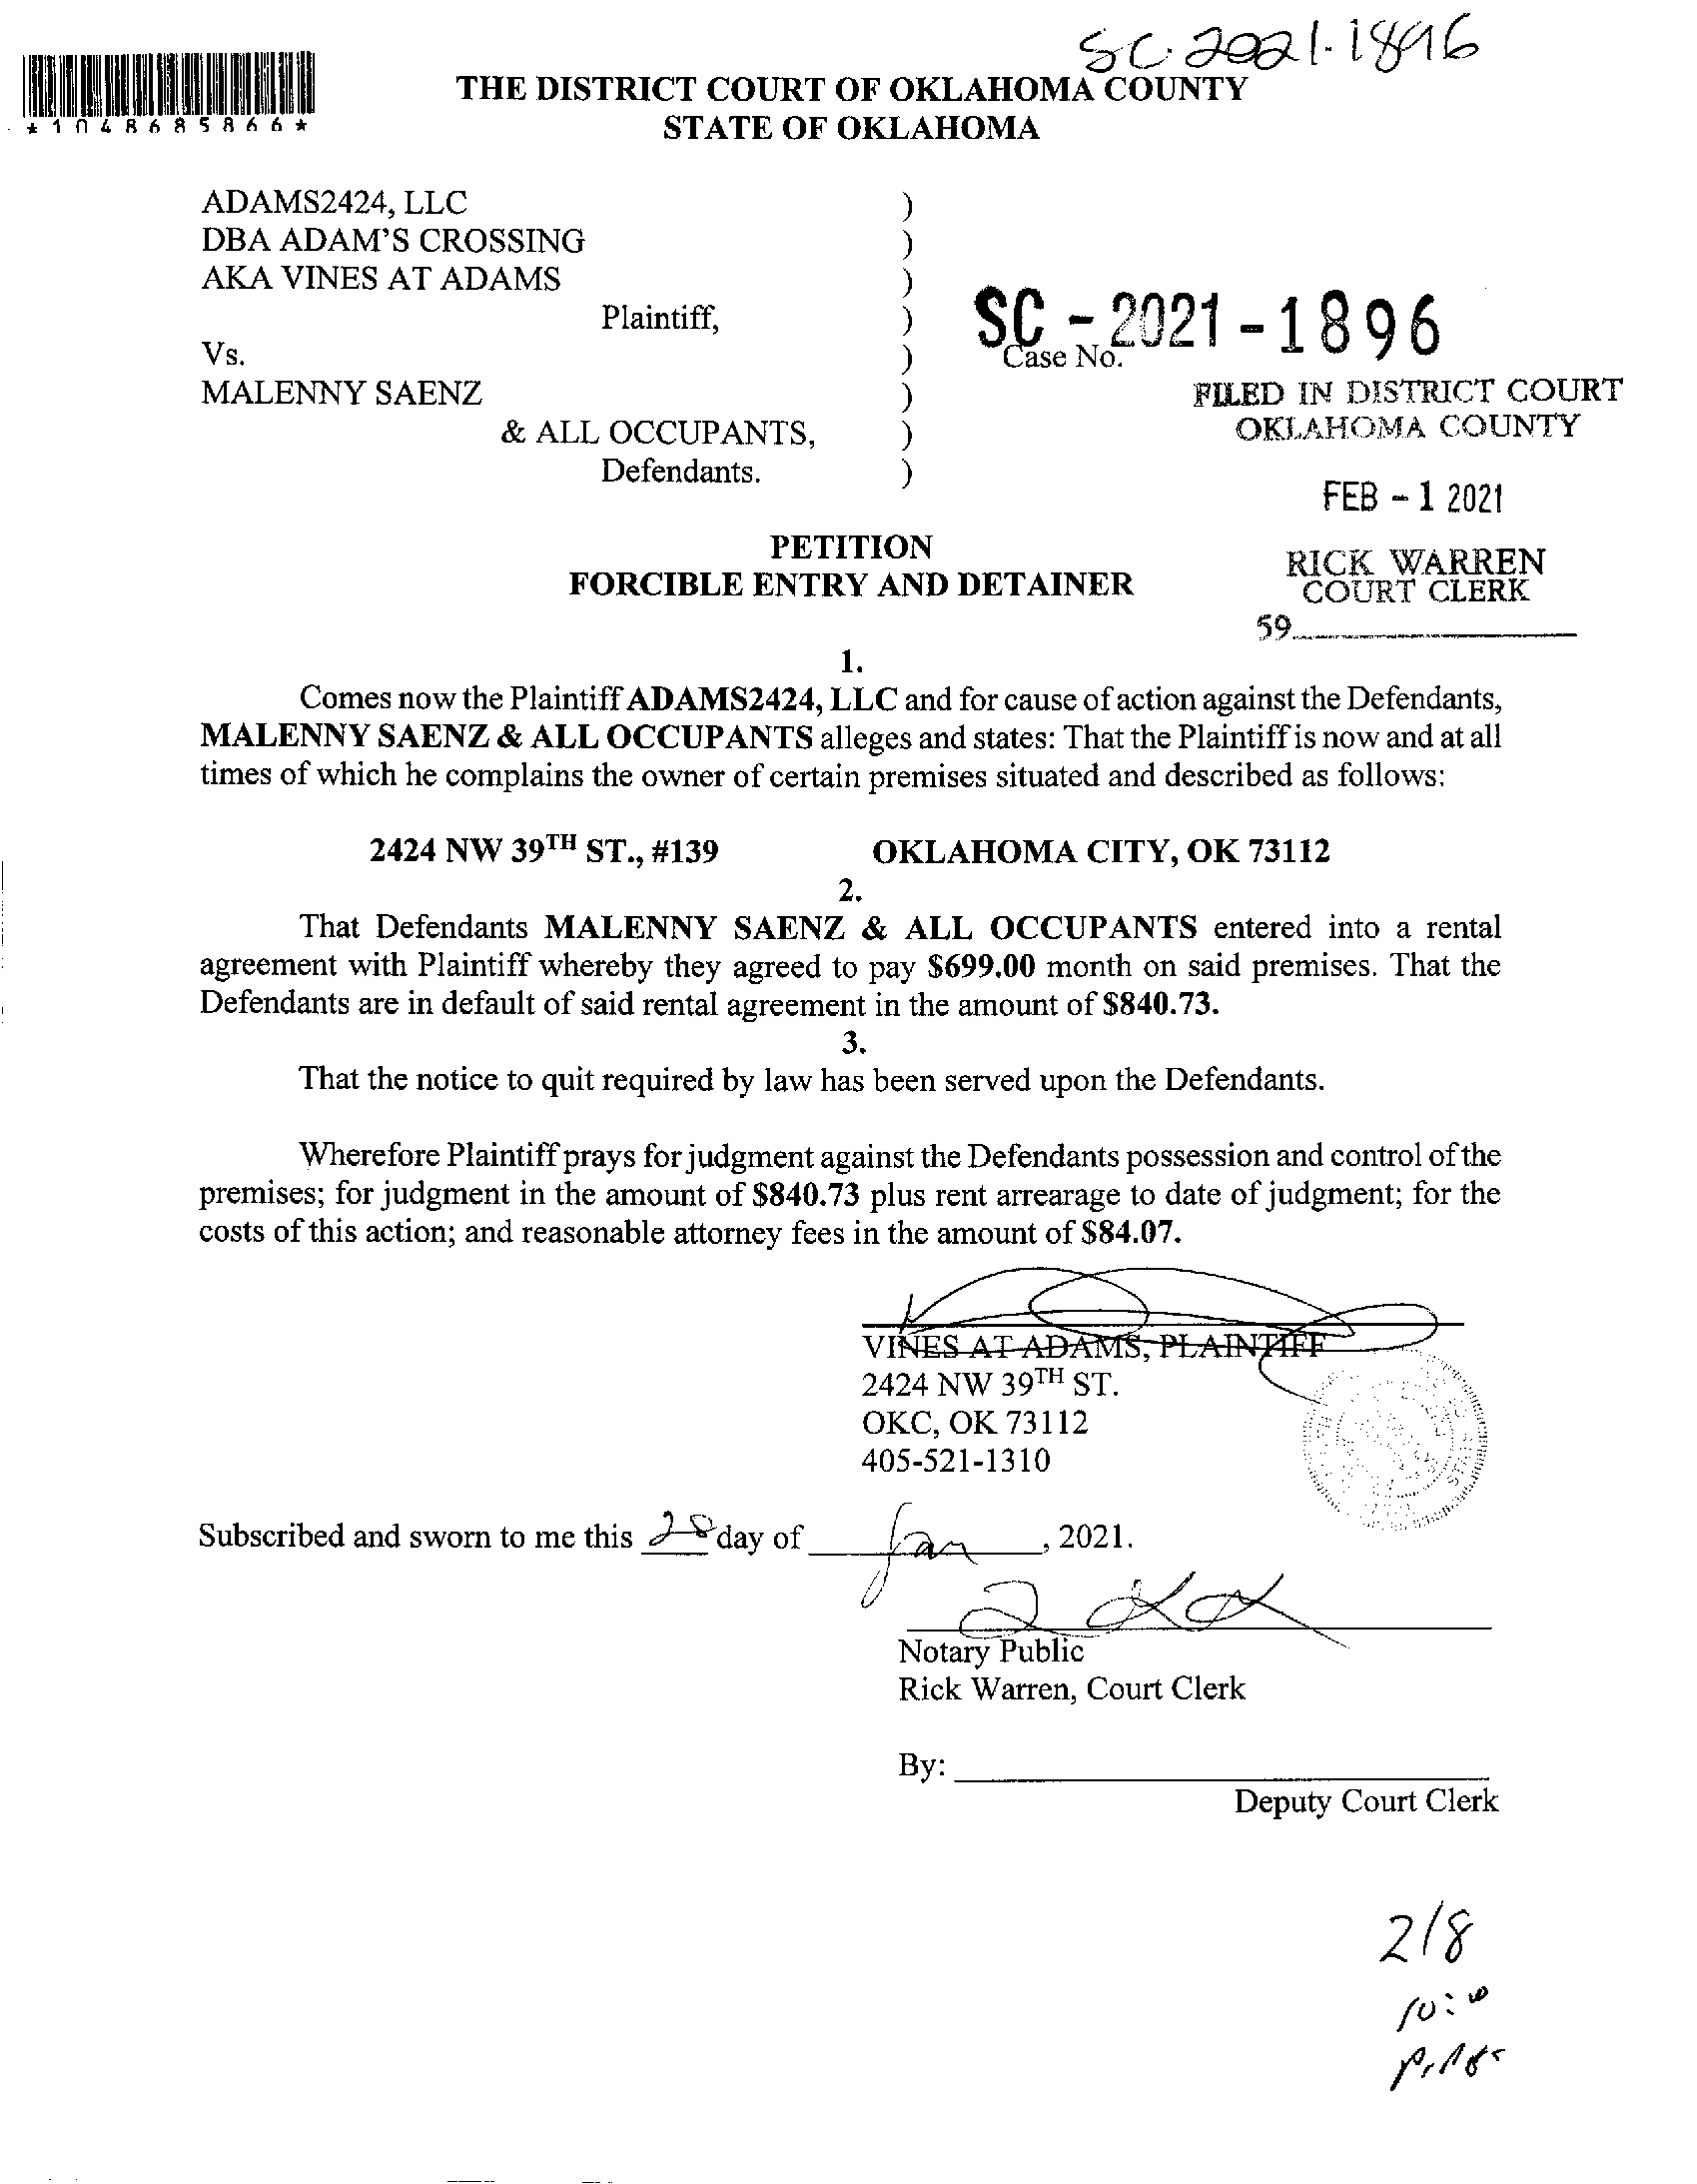 SC-2021-1896
*1048685866*
THE DISTRICT COURT OF OKLAHOMA COUNTY
STATE OF OKLAHOMA
ADAMS2424, LLC )
DBA ADAM'S CROSSING )
AKA VINES AT ADAMS )
Plaintiff, )
SC - 2021 - 1896
Vs. ) Case No.
MALENNY SAENZ )
FILED IN DISTRICT COURT
OKLAHOMA COUNTY
& ALL OCCUPANTS, )
Defendants. )
FEB - 1 2021
PETITION
FORCIBLE ENTRY AND DETAINER
RICK WARREN
COURT CLERK
59
1.
Comes now the Plaintiff ADAMS2424, LLC and for cause of action against the Defendants,
MALENNY SAENZ & ALL OCCUPANTS alleges and states: That the Plaintiff is now and at all
times of which he complains the owner of certain premises situated and described as follows:
2424 NW 39TH ST., #139 OKLAHOMA CITY, OK 73112
2.
That Defendants MALENNY SAENZ & ALL OCCUPANTS entered into a rental
agreement with Plaintiff whereby they agreed to pay $699.00 month on said premises. That the
Defendants are in default of said rental agreement in the amount of $840.73.
3.
That the notice to quit required by law has been served upon the Defendants.
Wherefore Plaintiff prays for judgment against the Defendants possession and control of the
premises; for judgment in the amount of $840.73 plus rent arrearage to date of judgment; for the
costs of this action; and reasonable attorney fees in the amount of $84.07.
VINES AT ADAMS, PLAINTIFF
2424 NW 39TH ST.
OKC, OK 73112
405-521-1310
Subscribed and sworn to me this 28 day of Jan, 2021.
Notary Public
Rick Warren, Court Clerk
By:
Deputy Court Clerk
2/8
10:00